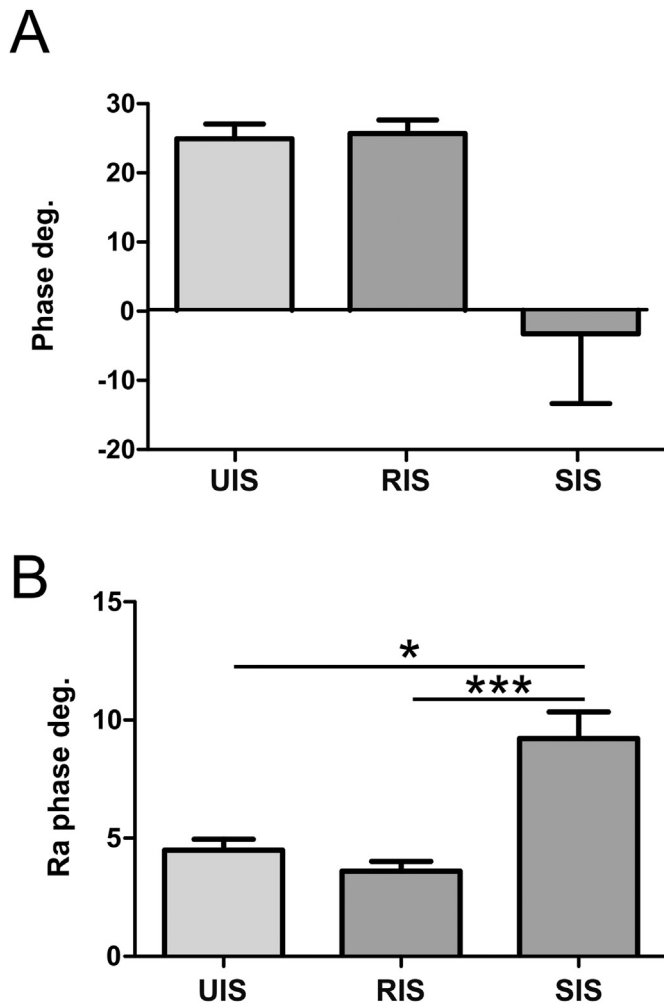 A
30
20
10
0
-10
-20
Phase deg.
UIS RIS SIS
B
15
10
5
0
Ra phase deg.
*
***
UIS RIS SIS